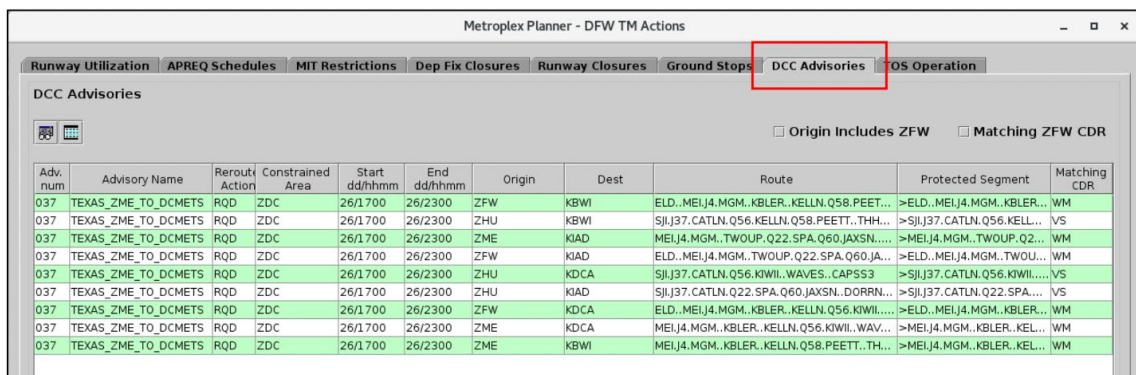 Metroplex Planner - DFW TM Actions
Runway Utilization APREQ Schedules MIT Restrictions Dep Fix Closures Runway Closures Ground Stops DCC Advisories TOS Operation
DCC Advisories
Origin Includes ZFW Matching ZFW CDR
Adv. num Advisory Name Reroute Action Constrained Area Start dd/hhmm End dd/hhmm Origin Dest Route Protected Segment Matching CDR
037 TEXAS_ZME_TO_DCMETS RQD ZDC 26/1700 26/2300 ZFW KBWI ELD..MEI.J4.MGM..KBLER..KELLN.Q58.PEET... >ELD..MEI.J4.MGM..KBLER... WM
037 TEXAS_ZME_TO_DCMETS RQD ZDC 26/1700 26/2300 ZHU KBWI SJI.J37.CATLN.Q56.KELLN.Q58.PEETT..THH... >SJI.J37.CATLN.Q56.KELL... VS
037 TEXAS_ZME_TO_DCMETS RQD ZDC 26/1700 26/2300 ZME KIAD MEI.J4.MGM..TWOUP.Q22.SPA.Q60.JAXSN..... >MEI.J4.MGM..TWOUP.Q2... WM
037 TEXAS_ZME_TO_DCMETS RQD ZDC 26/1700 26/2300 ZFW KIAD ELD..MEI.J4.MGM..TWOUP.Q22.SPA.Q60.JA... >ELD..MEI.J4.MGM..TWOU... WM
037 TEXAS_ZME_TO_DCMETS RQD ZDC 26/1700 26/2300 ZHU KDCA SJI.J37.CATLN.Q56.KIWII..WAVES..CAPSS3 >SJI.J37.CATLN.Q56.KIWII..... VS
037 TEXAS_ZME_TO_DCMETS RQD ZDC 26/1700 26/2300 ZHU KIAD SJI.J37.CATLN.Q22.SPA.Q60.JAXSN..DORRN... >SJI.J37.CATLN.Q22.SPA.... VS
037 TEXAS_ZME_TO_DCMETS RQD ZDC 26/1700 26/2300 ZFW KDCA ELD..MEI.J4.MGM..KBLER..KELLN.Q56.KIWII..... >ELD..MEI.J4.MGM..KBLER... WM
037 TEXAS_ZME_TO_DCMETS RQD ZDC 26/1700 26/2300 ZME KDCA MEI.J4.MGM..KBLER..KELLN.Q56.KIWII..WAV... >MEI.J4.MGM..KBLER..KEL... WM
037 TEXAS_ZME_TO_DCMETS RQD ZDC 26/1700 26/2300 ZME KBWI MEI.J4.MGM..KBLER..KELLN.Q58.PEETT..TH... >MEI.J4.MGM..KBLER..KEL... WM